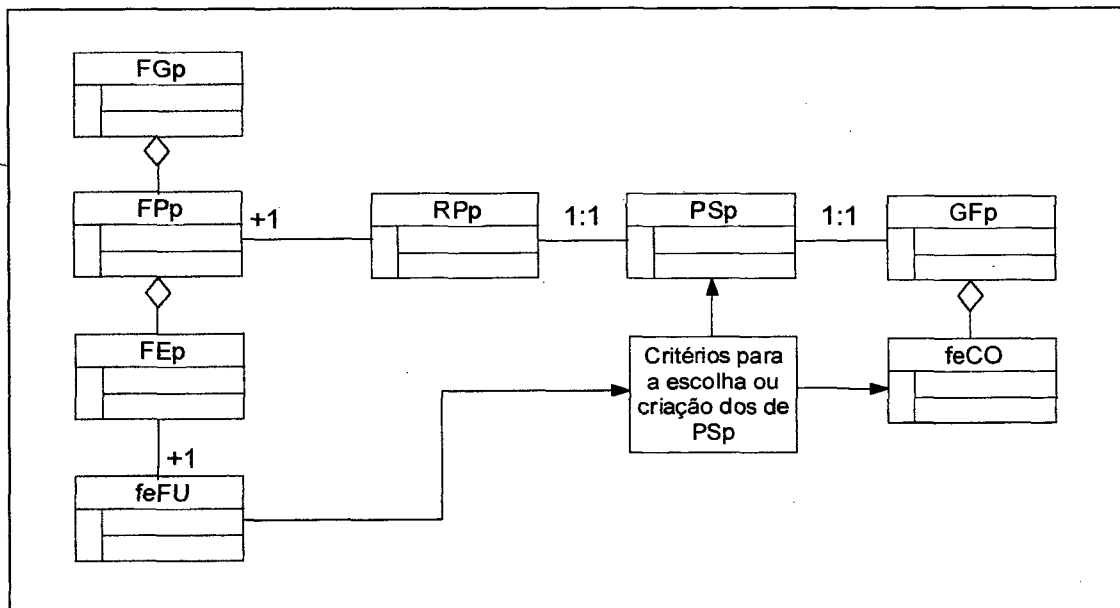 FGp
FPp
+1
RPp
1:1
PSp
1:1
GFp
FEp
Critérios para
a escolha ou
criação dos de
PSp
feCO
+1
feFU